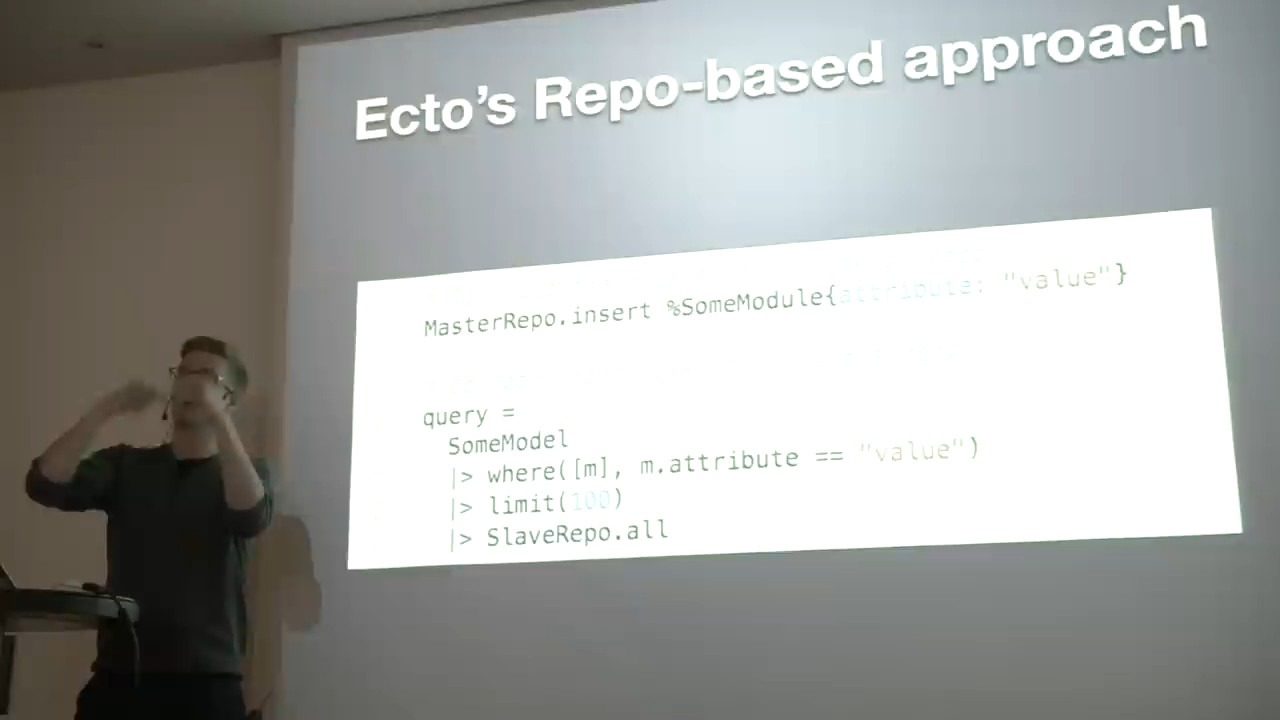 Ecto's Repo-based approach
MasterRepo.insert %SomeModule{attribute: "value"}
query =
SomeModel
|> where([m], m.attribute == "value")
|> limit(100)
|> SlaveRepo.all